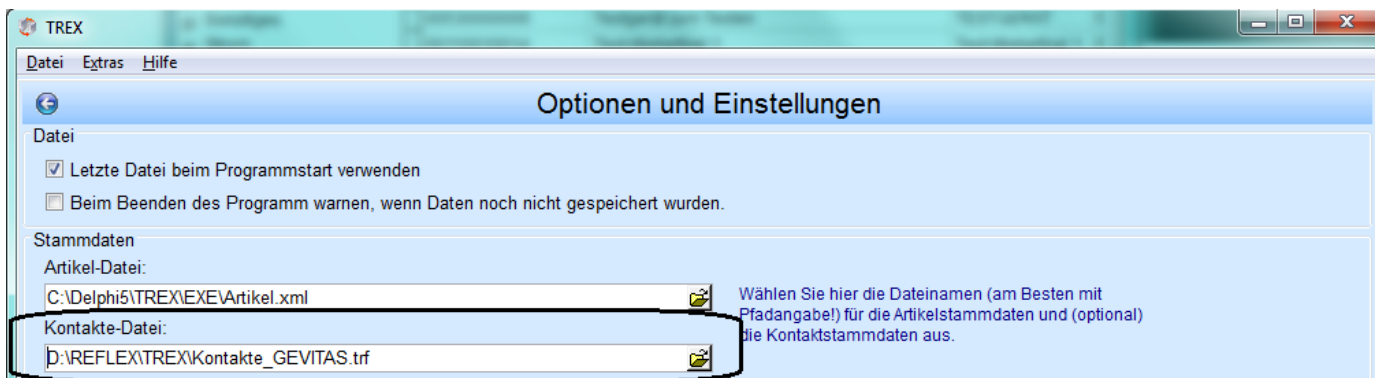 TREX
Datei Extras Hilfe
Optionen und Einstellungen
Datei
Letzte Datei beim Programmstart verwenden
Beim Beenden des Programm warnen, wenn Daten noch nicht gespeichert wurden.
Stammdaten
Artikel-Datei:
C:\Delphi5\TREX\EXE\Artikel.xml
Wählen Sie hier die Dateinamen (am Besten mit
Pfadangabe!) für die Artikelstammdaten und (optional)
die Kontaktstammdaten aus.
Kontakte-Datei:
D:\REFLEX\TREX\Kontakte_GEVITAS.trf